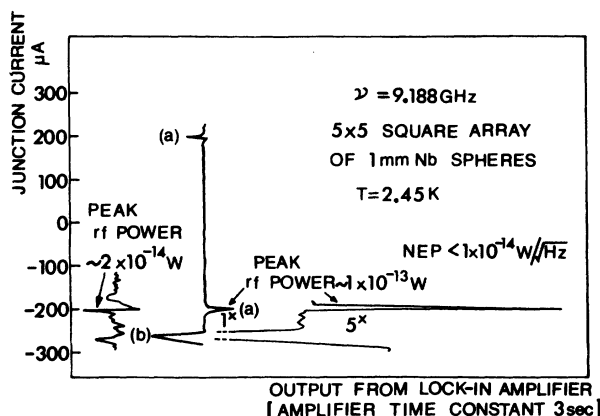 JUNCTION CURRENT
µA
300
200
100
0
-100
-200
-300
ν = 9.188 GHz
5x5 SQUARE ARRAY
OF 1mm Nb SPHERES
T = 2.45 K
NEP < 1x10⁻¹⁴ W/√Hz
(a)
PEAK
rf POWER
~2 x10⁻¹⁴ W
PEAK
rf POWER ~ 1 x10⁻¹³ W
(a)
1ˣ
5ˣ
(b)
OUTPUT FROM LOCK-IN AMPLIFIER
[ AMPLIFIER TIME CONSTANT 3sec]